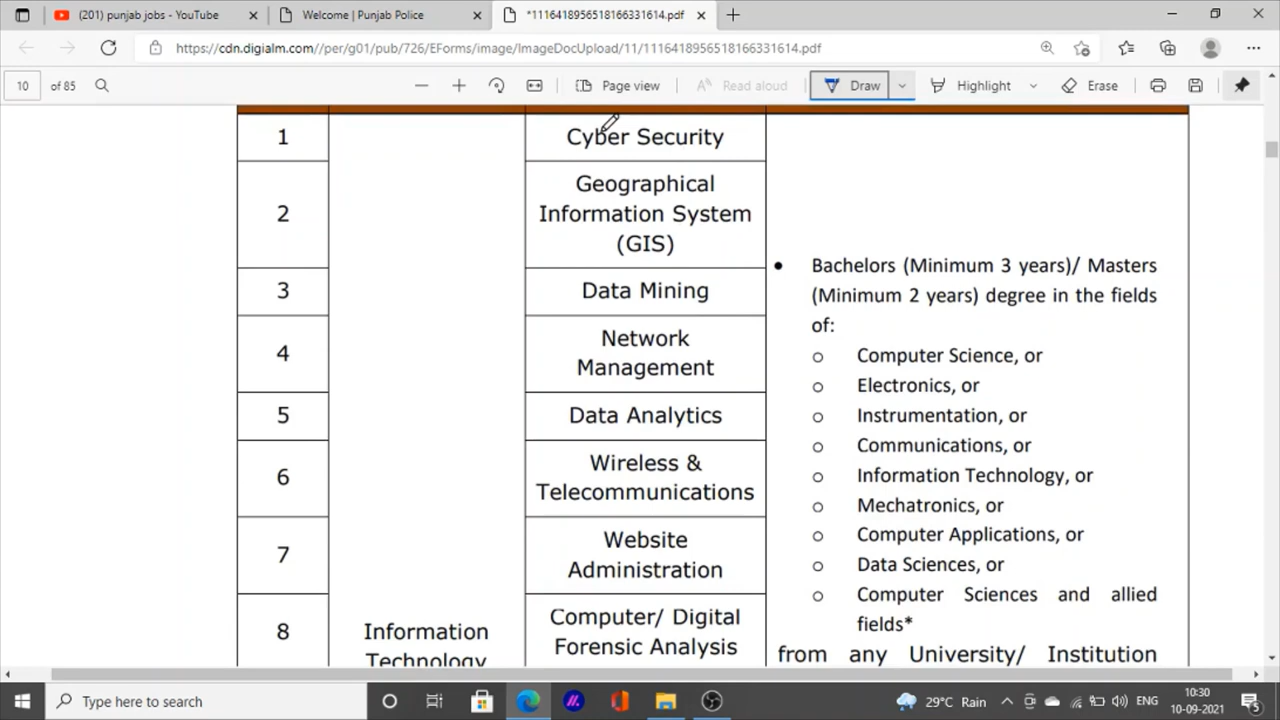 (201) punjab jobs - YouTube
Welcome | Punjab Police
*1116418956518166331614.pdf
https://cdn.digialm.com//per/g01/pub/726/EForms/image/ImageDocUpload/11/1116418956518166331614.pdf
10 of 85
Page view
Read aloud
Draw
Highlight
Erase
1
Cyber Security
2
Geographical
Information System
(GIS)
3
Data Mining
4
Network
Management
5
Data Analytics
6
Wireless &
Telecommunications
7
Website
Administration
8
Computer/ Digital
Forensic Analysis
Information
Technology
• Bachelors (Minimum 3 years)/ Masters
(Minimum 2 years) degree in the fields
of:
o Computer Science, or
o Electronics, or
o Instrumentation, or
o Communications, or
o Information Technology, or
o Mechatronics, or
o Computer Applications, or
o Data Sciences, or
o Computer Sciences and allied
fields*
from any University/ Institution
Type here to search
29°C Rain
ENG
10:30
10-09-2021
5